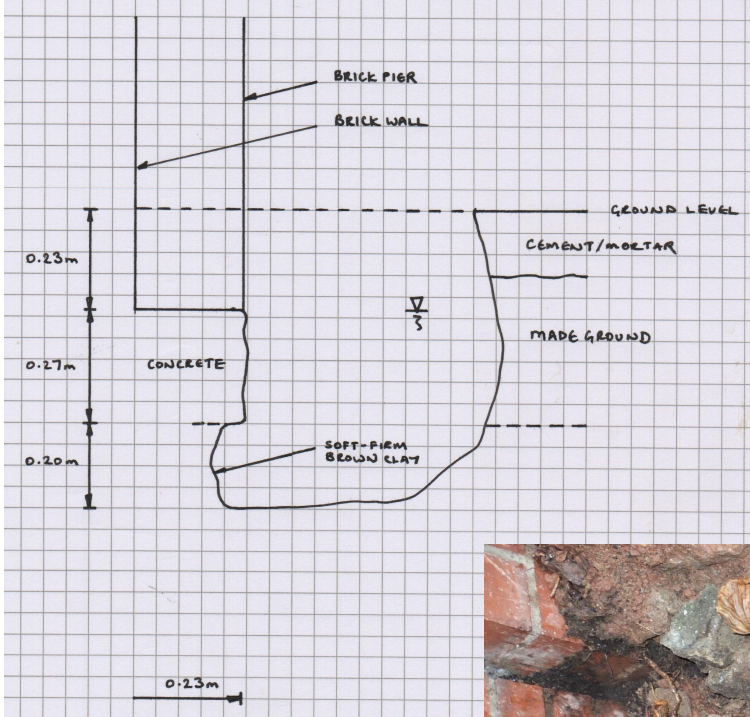 BRICK PIER
BRICK WALL
GROUND LEVEL
CEMENT/MORTAR
0.23m
MADE GROUND
0.27m
CONCRETE
SOFT-FIRM
BROWN CLAY
0.20m
0.23m